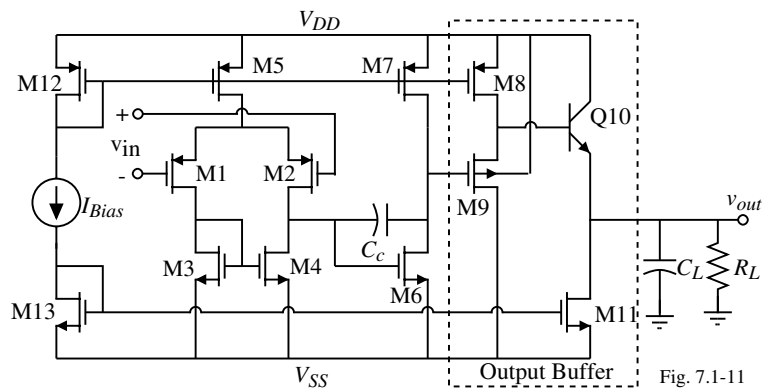 V_DD
M12
M5
M7
M8
Q10
+
v_in
-
M1
M2
M9
I_Bias
v_out
C_c
C_L
R_L
M3
M4
M6
M13
M11
V_SS
Output Buffer
Fig. 7.1-11